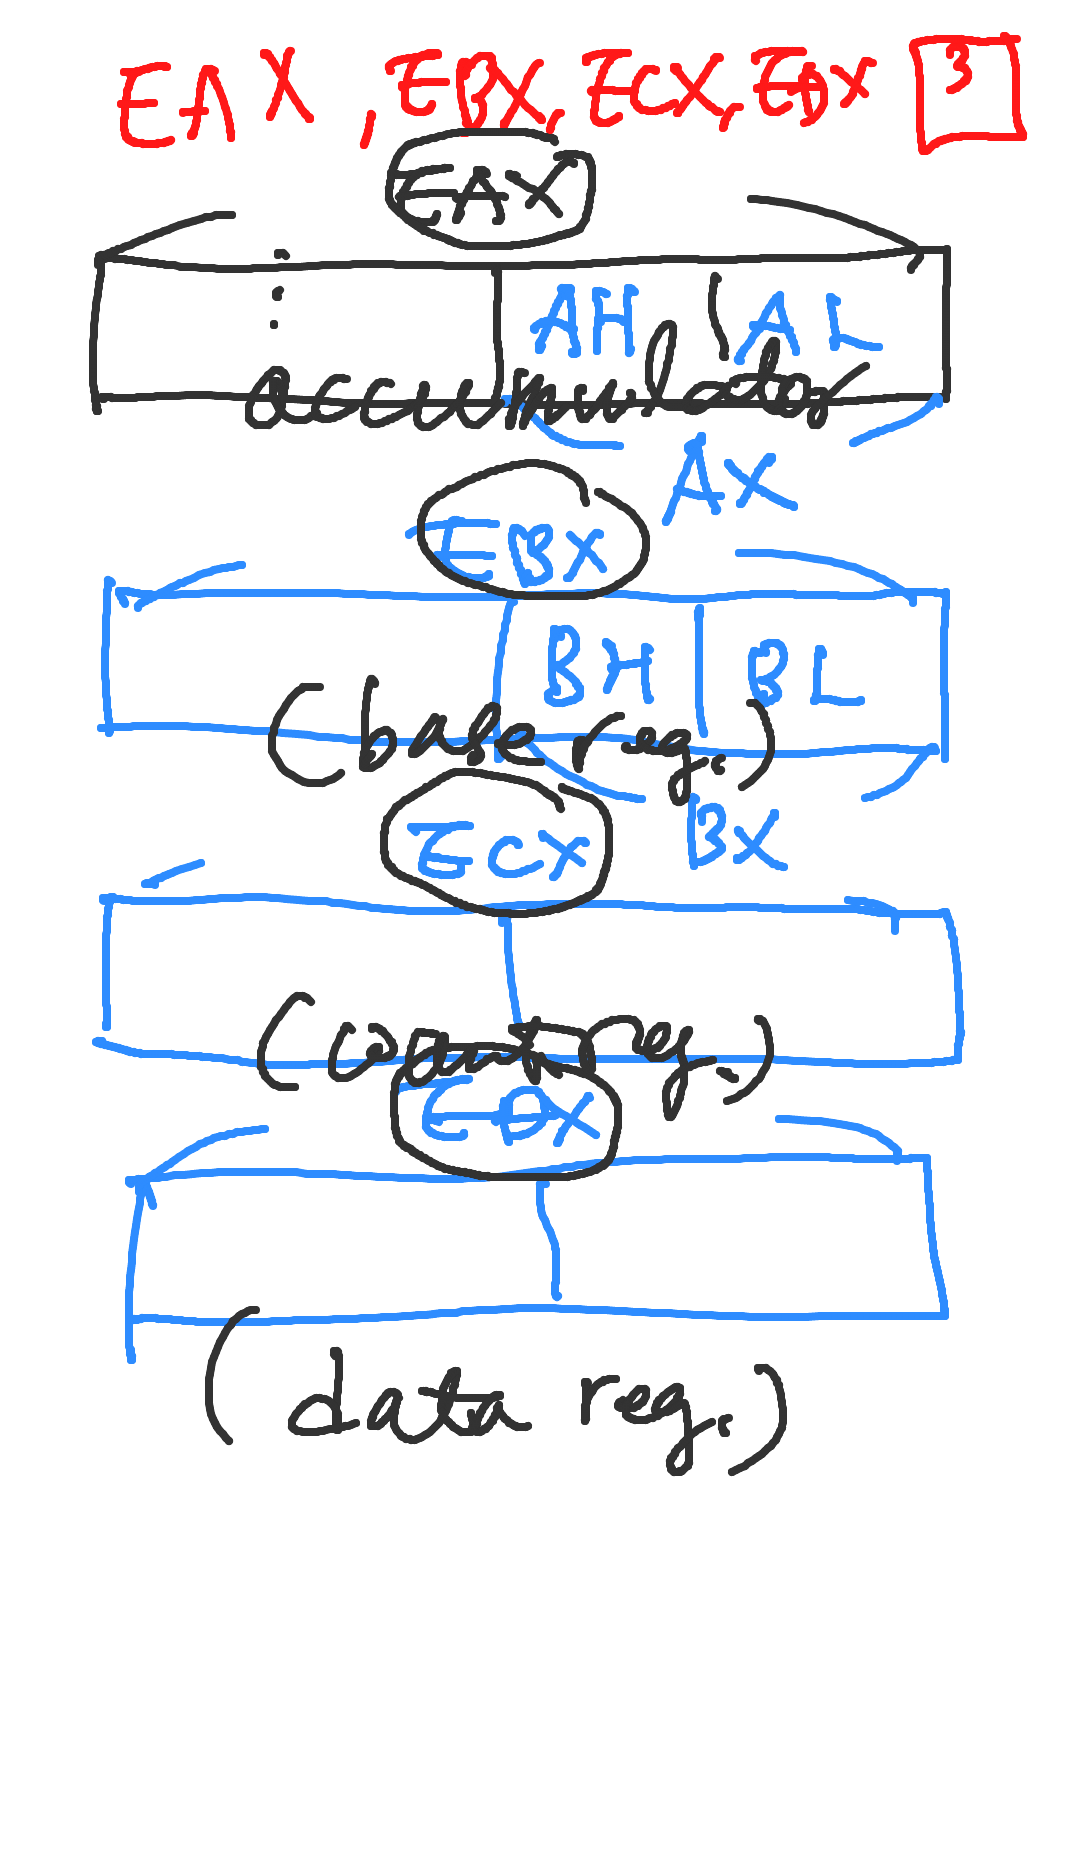 EAX, EBX, ECX, EDX 3
EAX
AH AL
accumulator
AX
EBX
BH BL
(base reg.)
BX
ECX
(count reg.)
EDX
(data reg.)